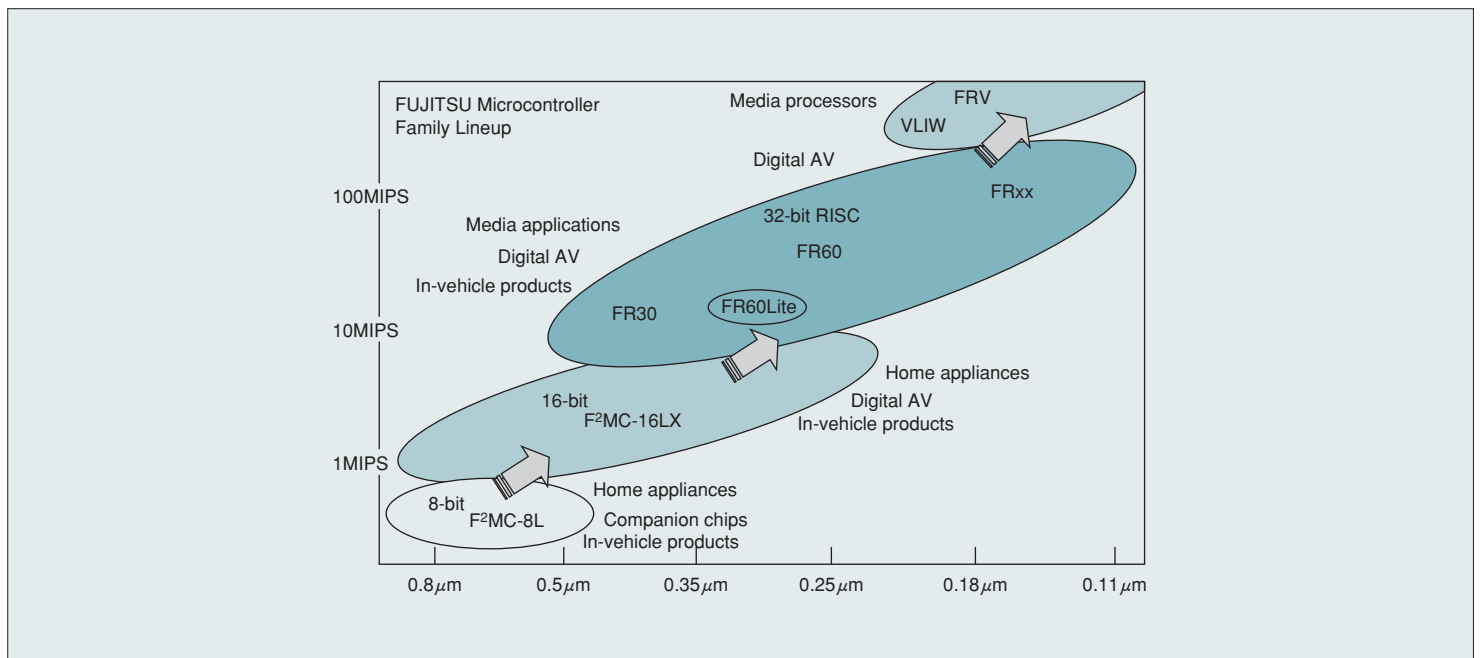 FUJITSU Microcontroller
Family Lineup
Media processors
FRV
VLIW
Digital AV
100MIPS
FRxx
32-bit RISC
Media applications
FR60
Digital AV
In-vehicle products
FR30
FR60Lite
10MIPS
Home appliances
16-bit
Digital AV
F²MC-16LX
In-vehicle products
1MIPS
Home appliances
8-bit
F²MC-8L
Companion chips
In-vehicle products
0.8μm
0.5μm
0.35μm
0.25μm
0.18μm
0.11μm